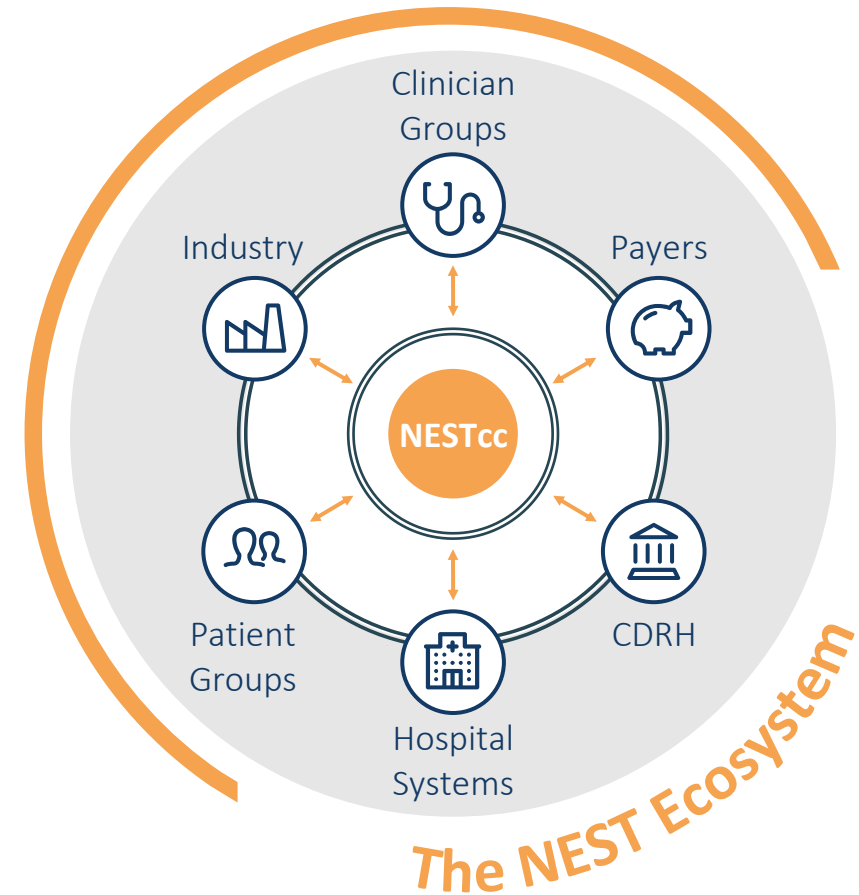 Clinician
Groups
Industry
Payers
NESTcc
Patient
Groups
CDRH
Hospital
Systems
The NEST Ecosystem